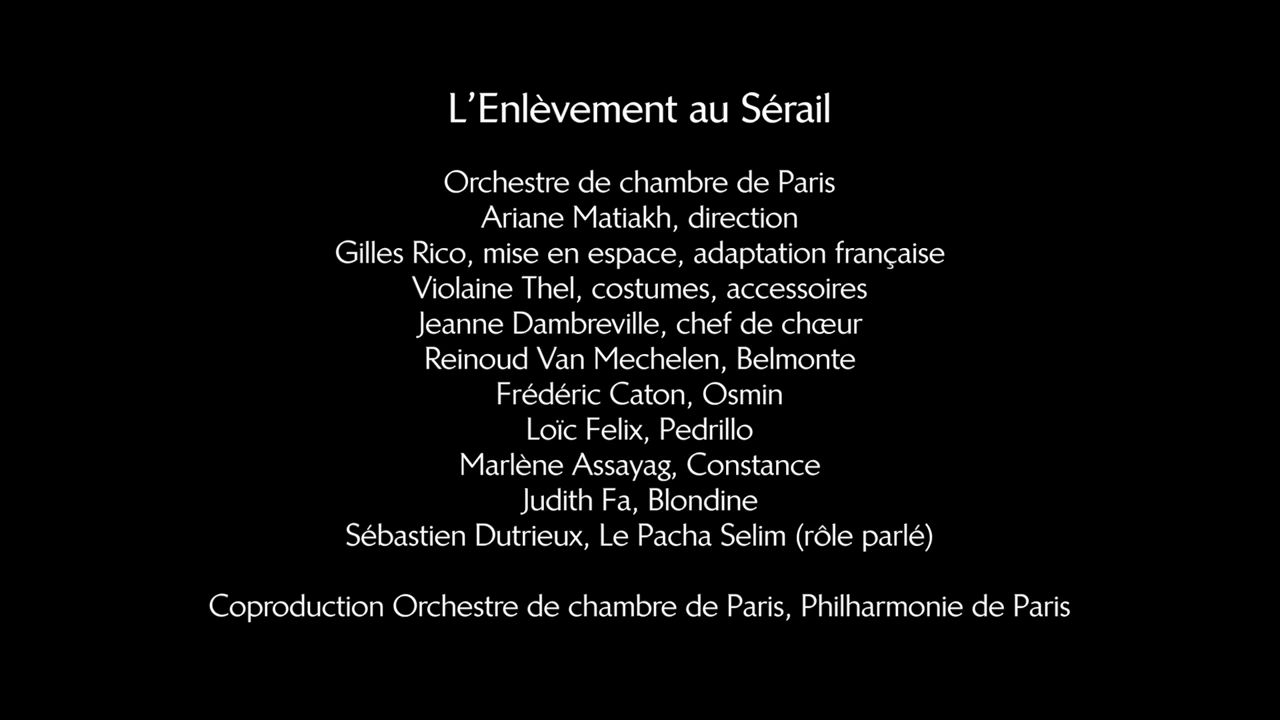 L’Enlèvement au Sérail
Orchestre de chambre de Paris
Ariane Matiakh, direction
Gilles Rico, mise en espace, adaptation française
Violaine Thel, costumes, accessoires
Jeanne Dambreville, chef de chœur
Reinoud Van Mechelen, Belmonte
Frédéric Caton, Osmin
Loïc Felix, Pedrillo
Marlène Assayag, Constance
Judith Fa, Blondine
Sébastien Dutrieux, Le Pacha Selim (rôle parlé)
Coproduction Orchestre de chambre de Paris, Philharmonie de Paris